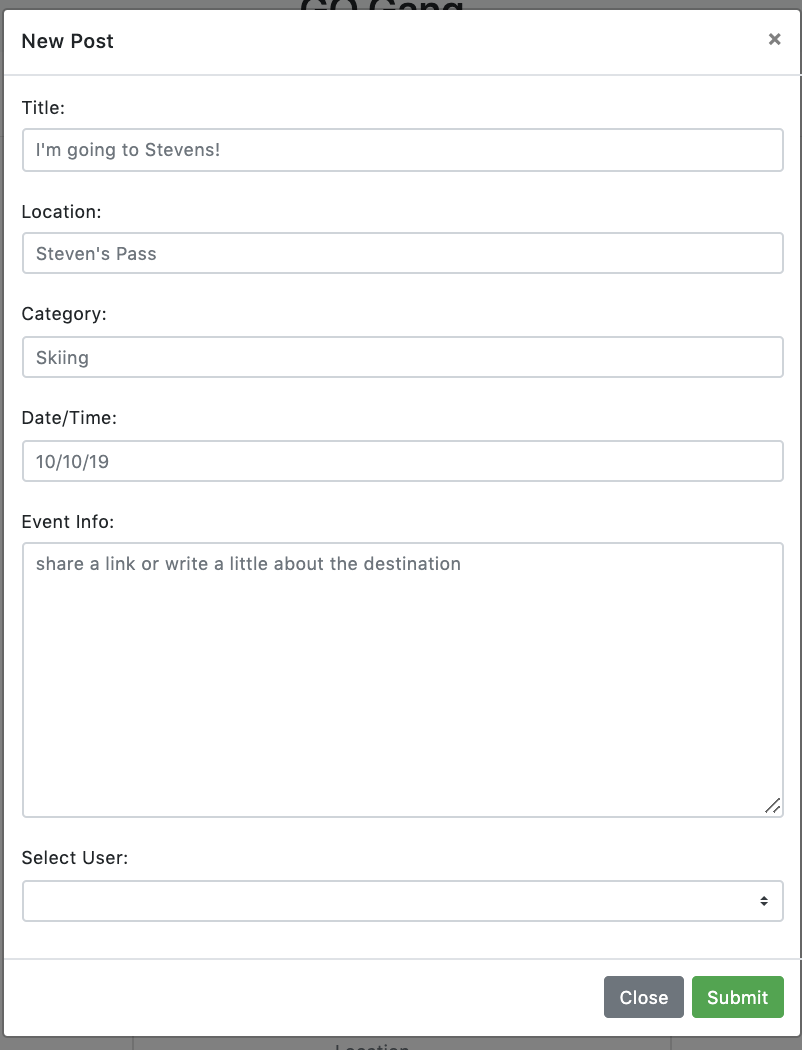 GO Gang
New Post
×
Title:
I'm going to Stevens!
Location:
Steven's Pass
Category:
Skiing
Date/Time:
10/10/19
Event Info:
share a link or write a little about the destination
Select User:
Close Submit
Location